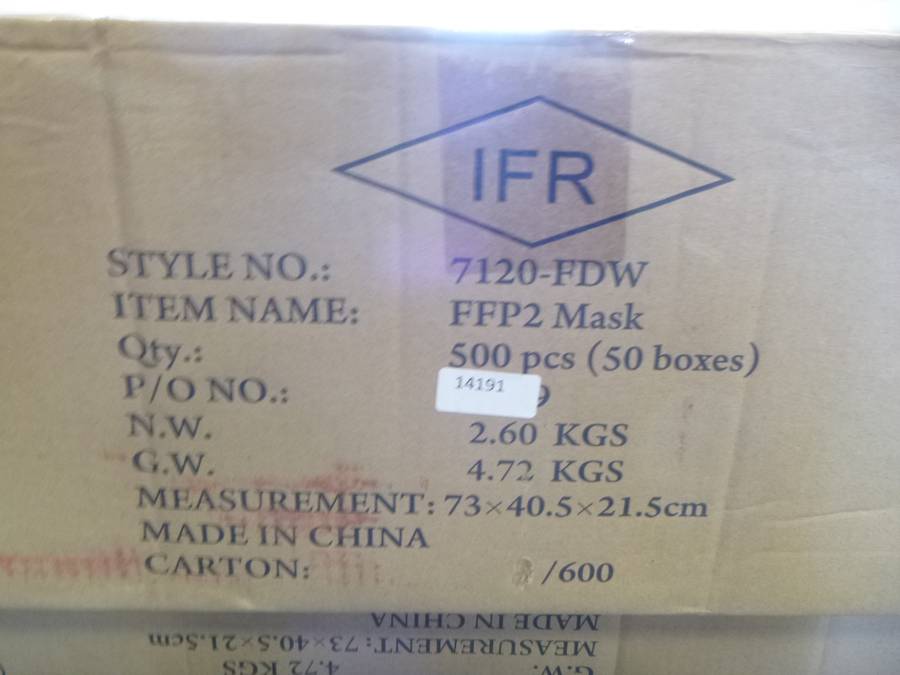 IFR
STYLE NO.: 7120-FDW
ITEM NAME: FFP2 Mask
Qty.: 500 pcs (50 boxes)
P/O NO.: 14191 9
N.W. 2.60 KGS
G.W. 4.72 KGS
MEASUREMENT: 73×40.5×21.5cm
MADE IN CHINA
CARTON: /600
MADE IN CHINA
MEASUREMENT: 73×40.5×21.5cm
G.W. 4.72 KGS